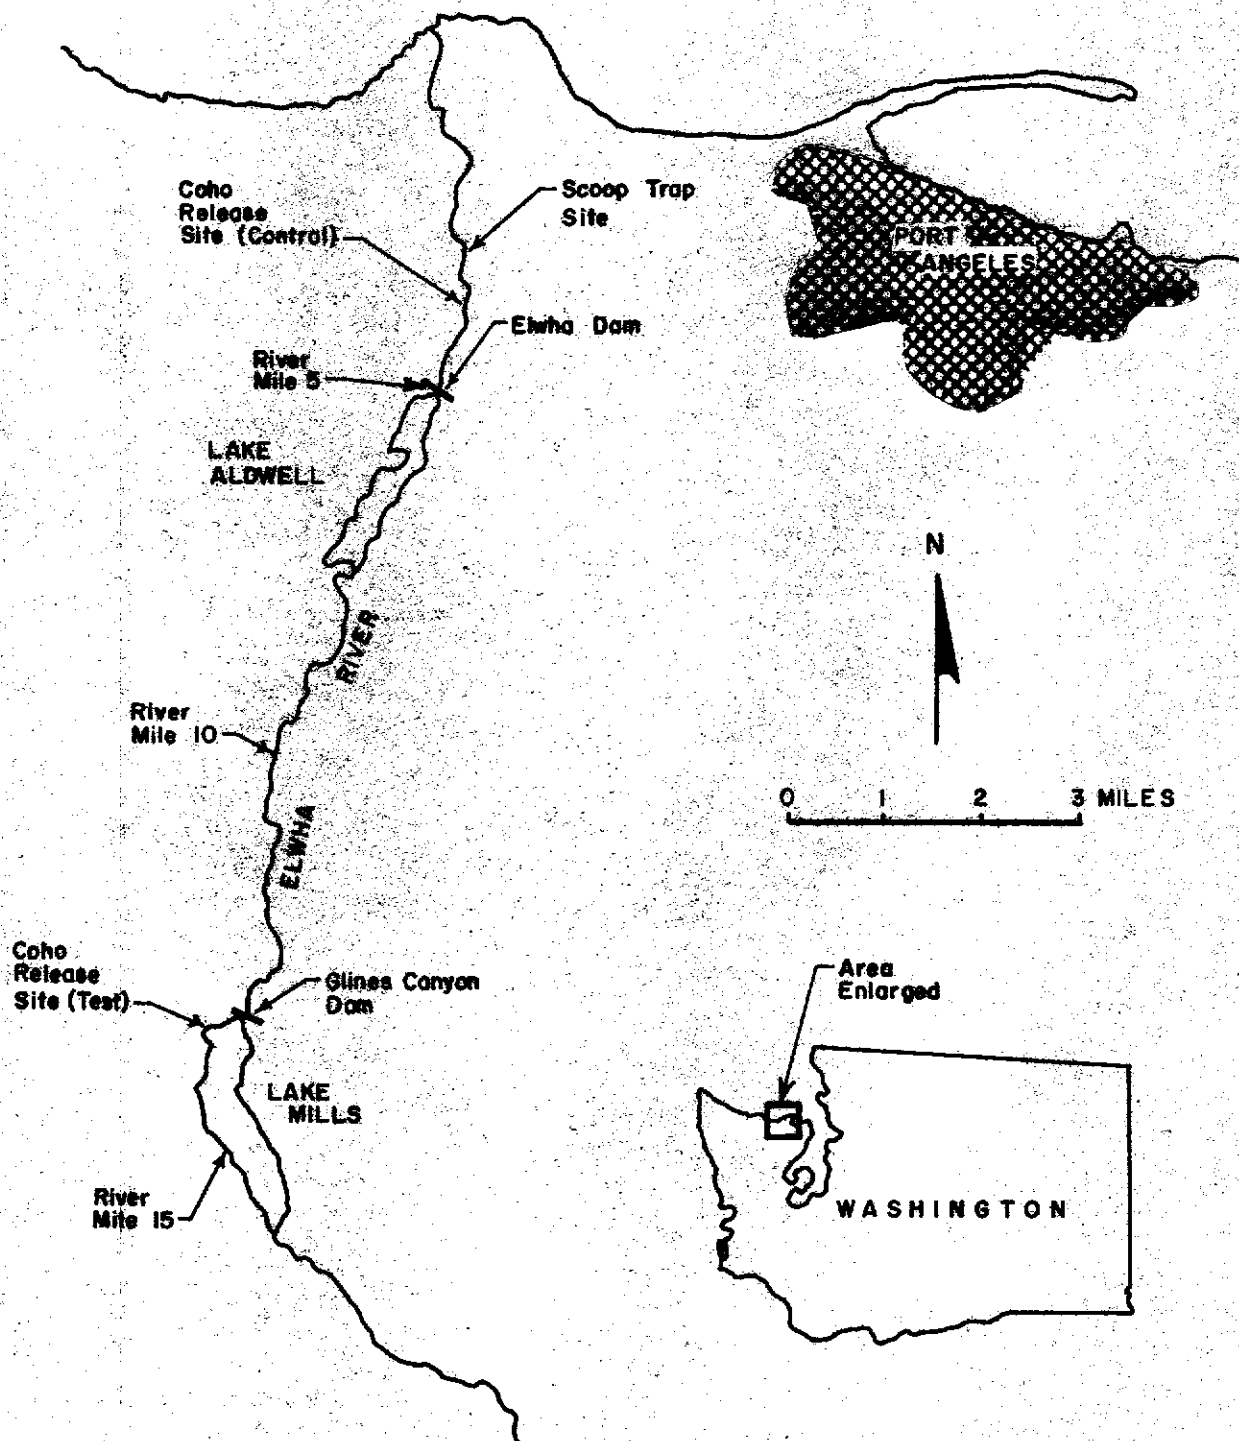 Coho
Release
Site (Control)
Scoop Trap
Site
PORT
ANGELES
Elwha Dam
River
Mile 5
LAKE
ALDWELL
N
RIVER
River
Mile 10
0 1 2 3 MILES
ELWHA
Coho
Release
Site (Test)
Glines Canyon
Dam
Area
Enlarged
LAKE
MILLS
River
Mile 15
WASHINGTON